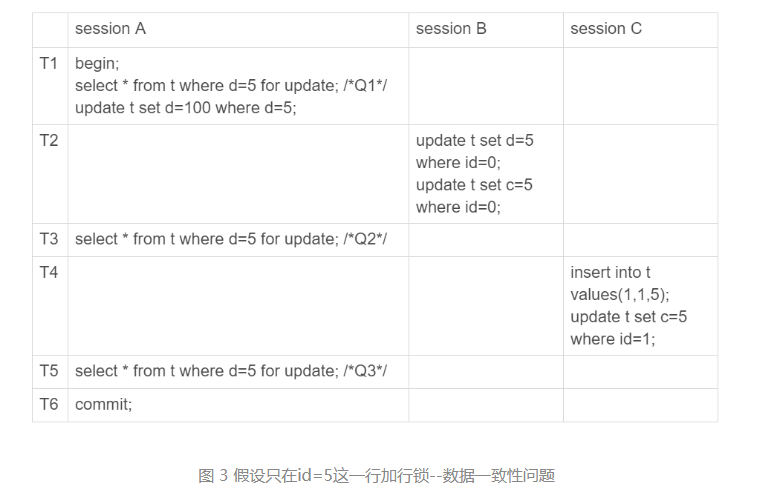 session A session B session C
T1 begin;
select * from t where d=5 for update; /*Q1*/
update t set d=100 where d=5;
T2 update t set d=5
where id=0;
update t set c=5
where id=0;
T3 select * from t where d=5 for update; /*Q2*/
T4 insert into t
values(1,1,5);
update t set c=5
where id=1;
T5 select * from t where d=5 for update; /*Q3*/
T6 commit;
图 3 假设只在id=5这一行加行锁--数据一致性问题